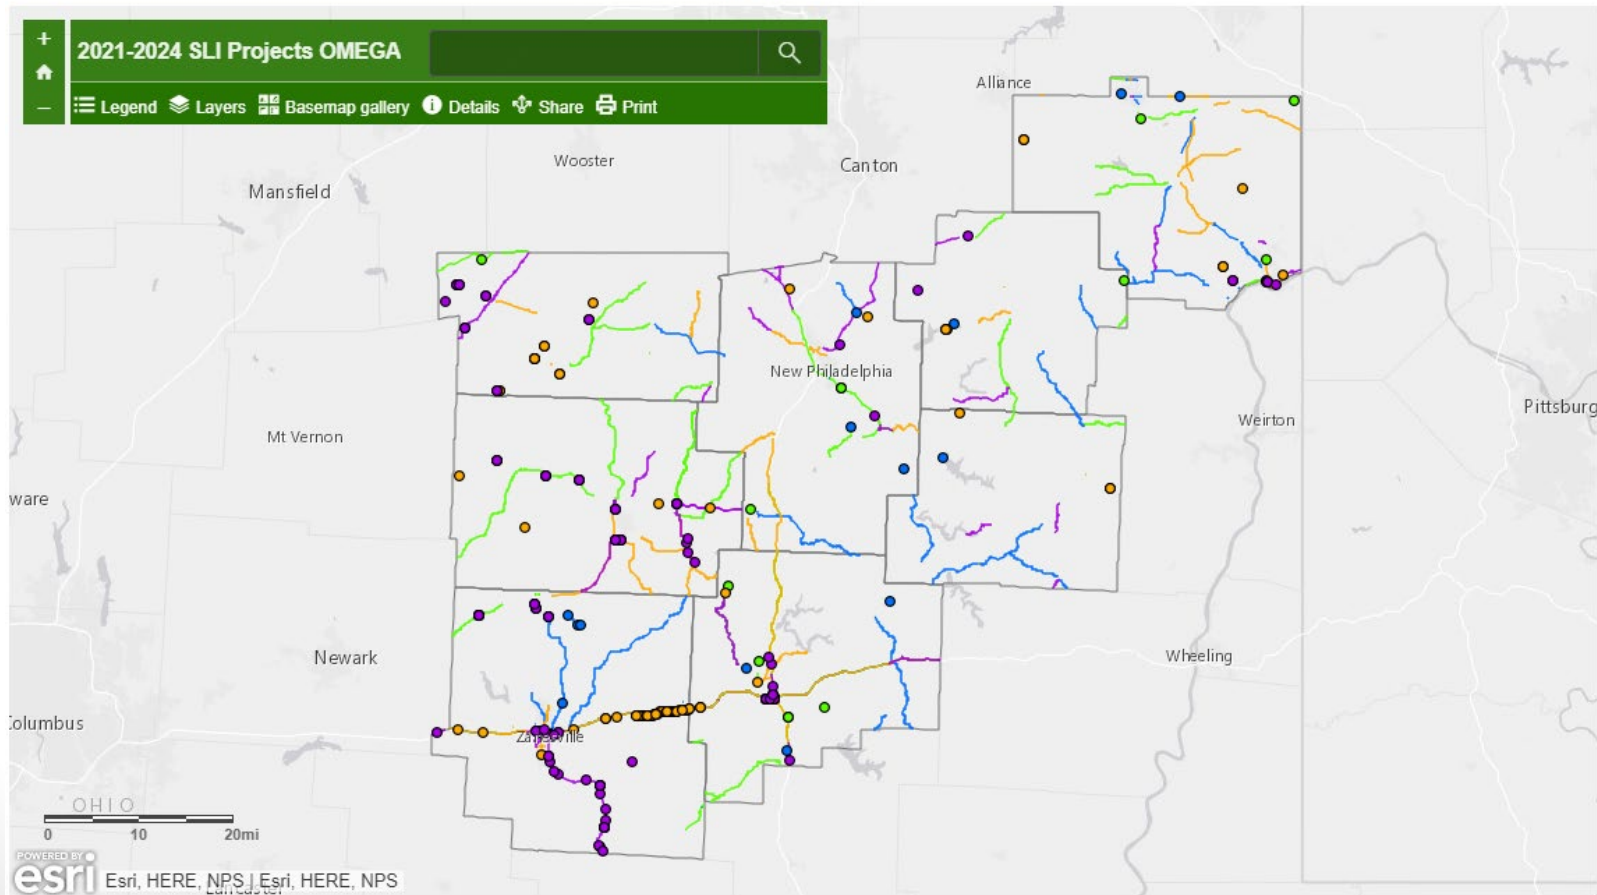 +
2021-2024 SLI Projects OMEGA
–
Legend Layers Basemap gallery Details Share Print
Alliance
Wooster
Canton
Mansfield
New Philadelphia
Pittsburg
Weirton
Mt Vernon
ware
Newark
Wheeling
Columbus
Zanesville
OHIO
0 10 20mi
POWERED BY
esri Esri, HERE, NPS | Esri, HERE, NPS
Lancaster